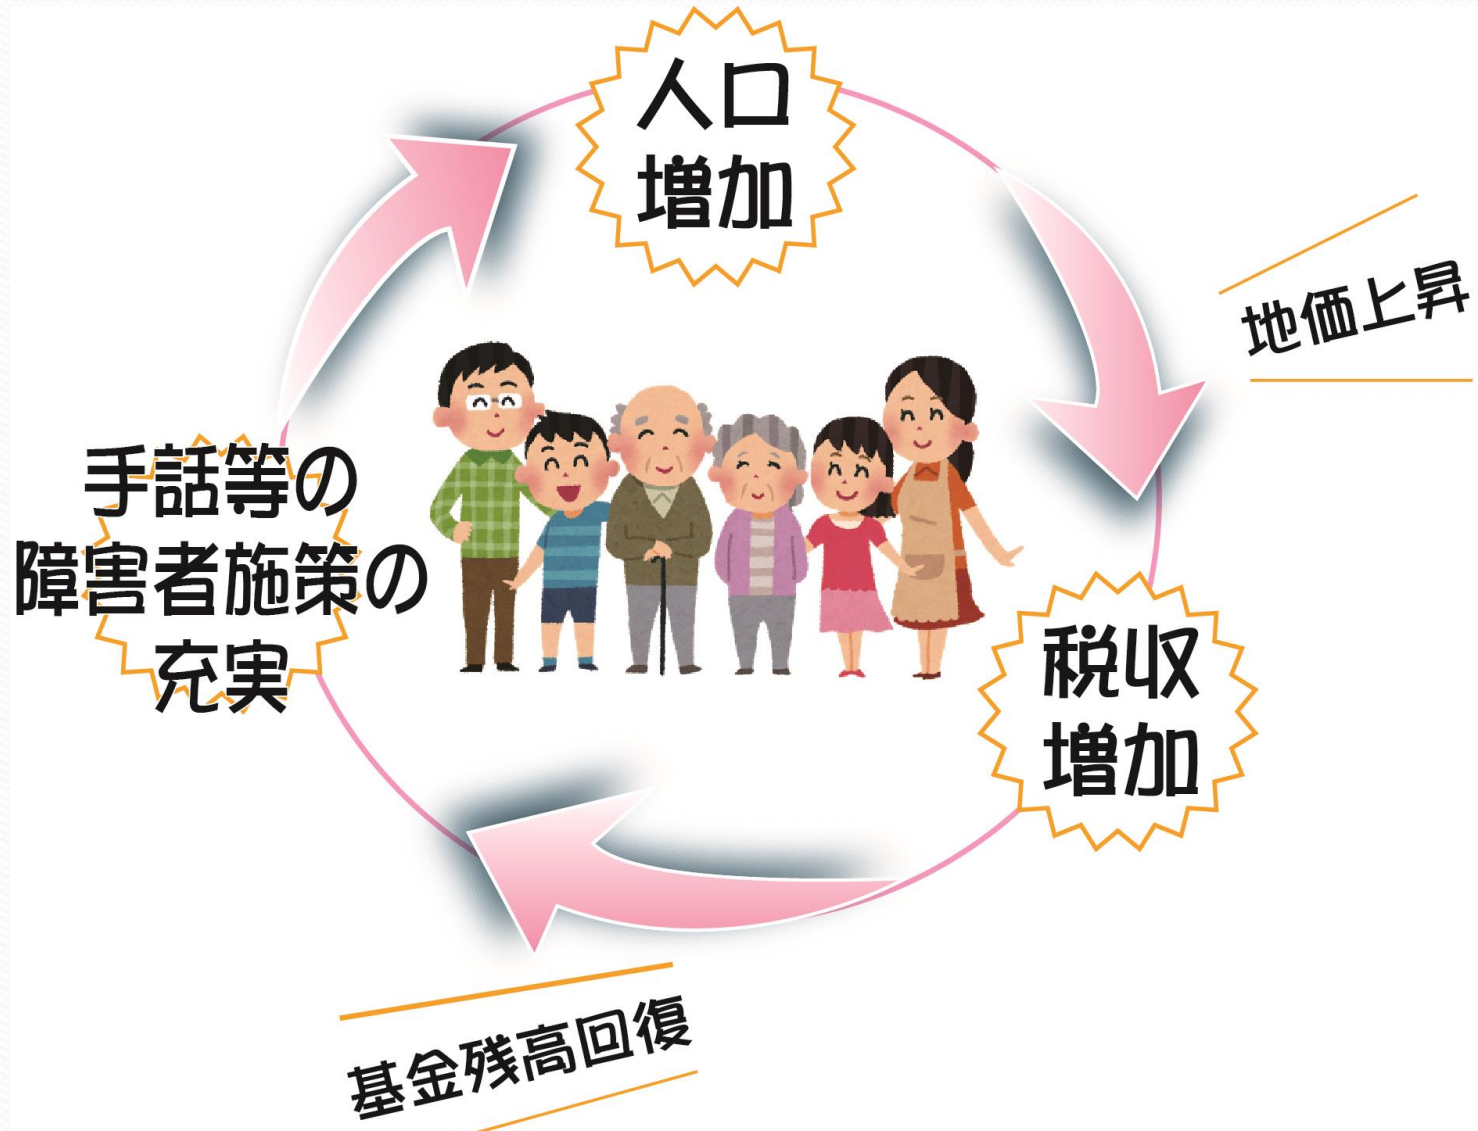 人口
増加
地価上昇
手話等の
障害者施策の
充実
税収
増加
基金残高回復